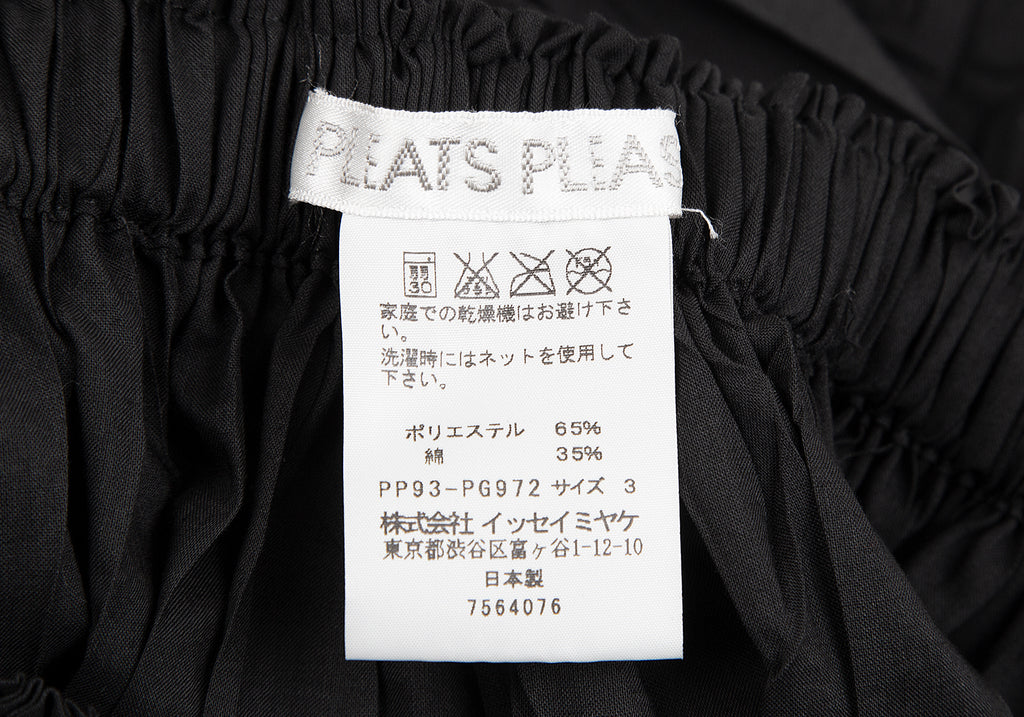 PLEATS PLEAS
30
家庭での乾燥機はお避け下さ
い。
洗濯時にはネットを使用して
下さい。
ポリエステル 65%
綿 35%
PP93-PG972 サイズ 3
株式会社 イッセイミヤケ
東京都渋谷区富ヶ谷1-12-10
日本製
7564076